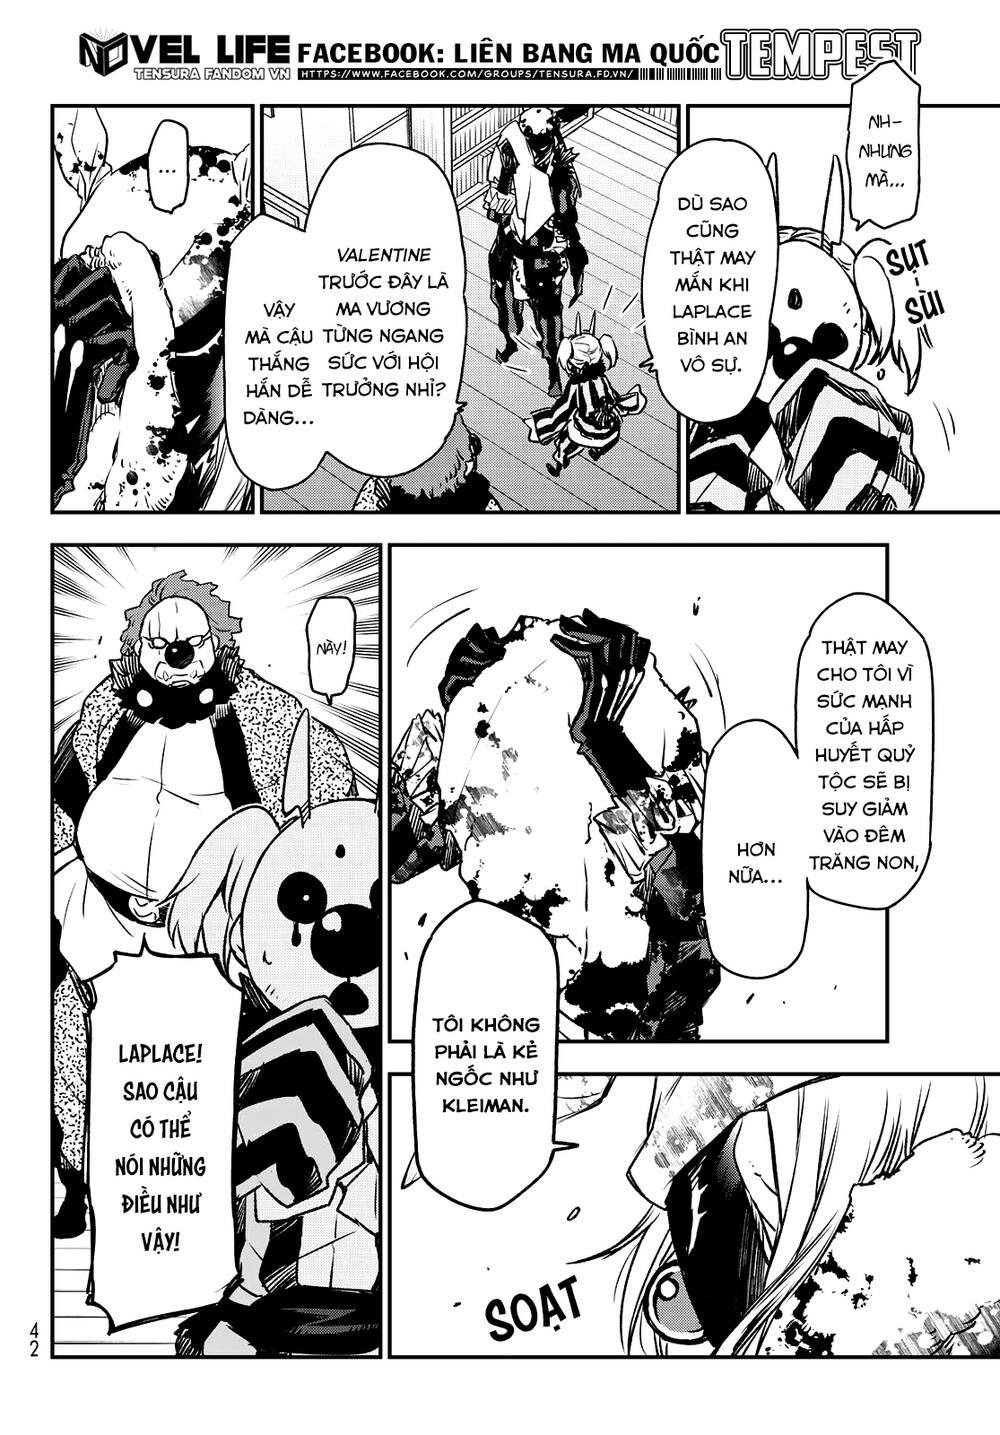 NOVEL LIFE
TENSURA FANDOM VN
FACEBOOK: LIÊN BANG MA QUỐC
HTTPS://WWW.FACEBOOK.COM/GROUPS/TENSURA.FD.VN/
TEMPEST
NH-
NHƯNG
MÀ...
SỤT
SÙI
DÙ SAO
CŨNG
THẬT MAY
MẮN KHI
LAPLACE
BÌNH AN
VÔ SỰ.
VALENTINE
TRƯỚC ĐÂY LÀ
MA VƯƠNG
TỪNG NGANG
SỨC VỚI HỘI
TRƯỞNG NHỈ?
VẬY
MÀ CẬU
THẮNG
HẮN DỄ
DÀNG...
...
THẬT MAY
CHO TÔI VÌ
SỨC MẠNH
CỦA HẤP
HUYẾT QUỶ
TỘC SẼ BỊ
SUY GIẢM
VÀO ĐÊM
TRĂNG NON,
HƠN
NỮA...
TÔI KHÔNG
PHẢI LÀ KẺ
NGỐC NHƯ
KLEIMAN.
SOẠT
NÀY!
LAPLACE!
SAO CẬU
CÓ THỂ
NÓI NHỮNG
ĐIỀU NHƯ
VẬY!
42